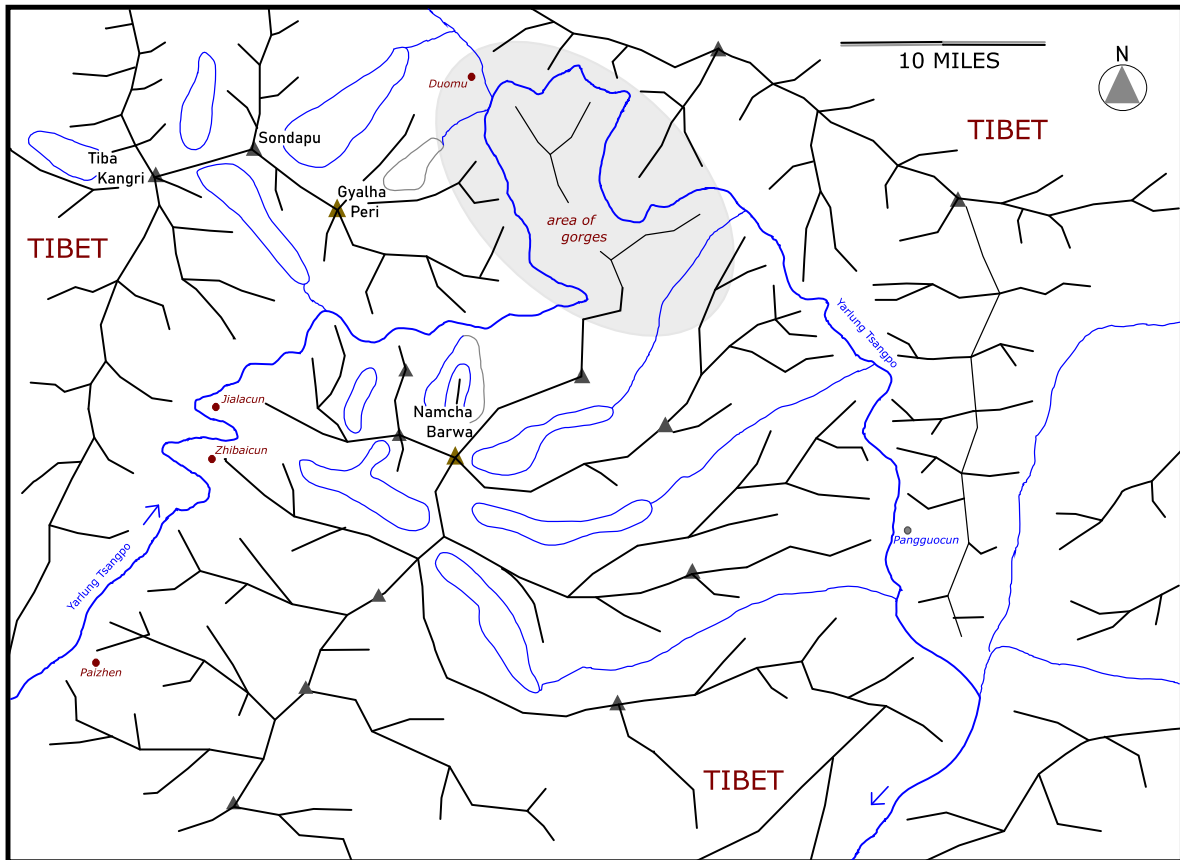 N
10 MILES
Duomu
TIBET
Sondapu
Tiba
Kangri
Gyalha
Peri
area of
gorges
TIBET
Yarlung Tsangpo
Jialacun
Namcha
Barwa
Zhibaicun
Pangguocun
Yarlung Tsangpo
Paizhen
TIBET